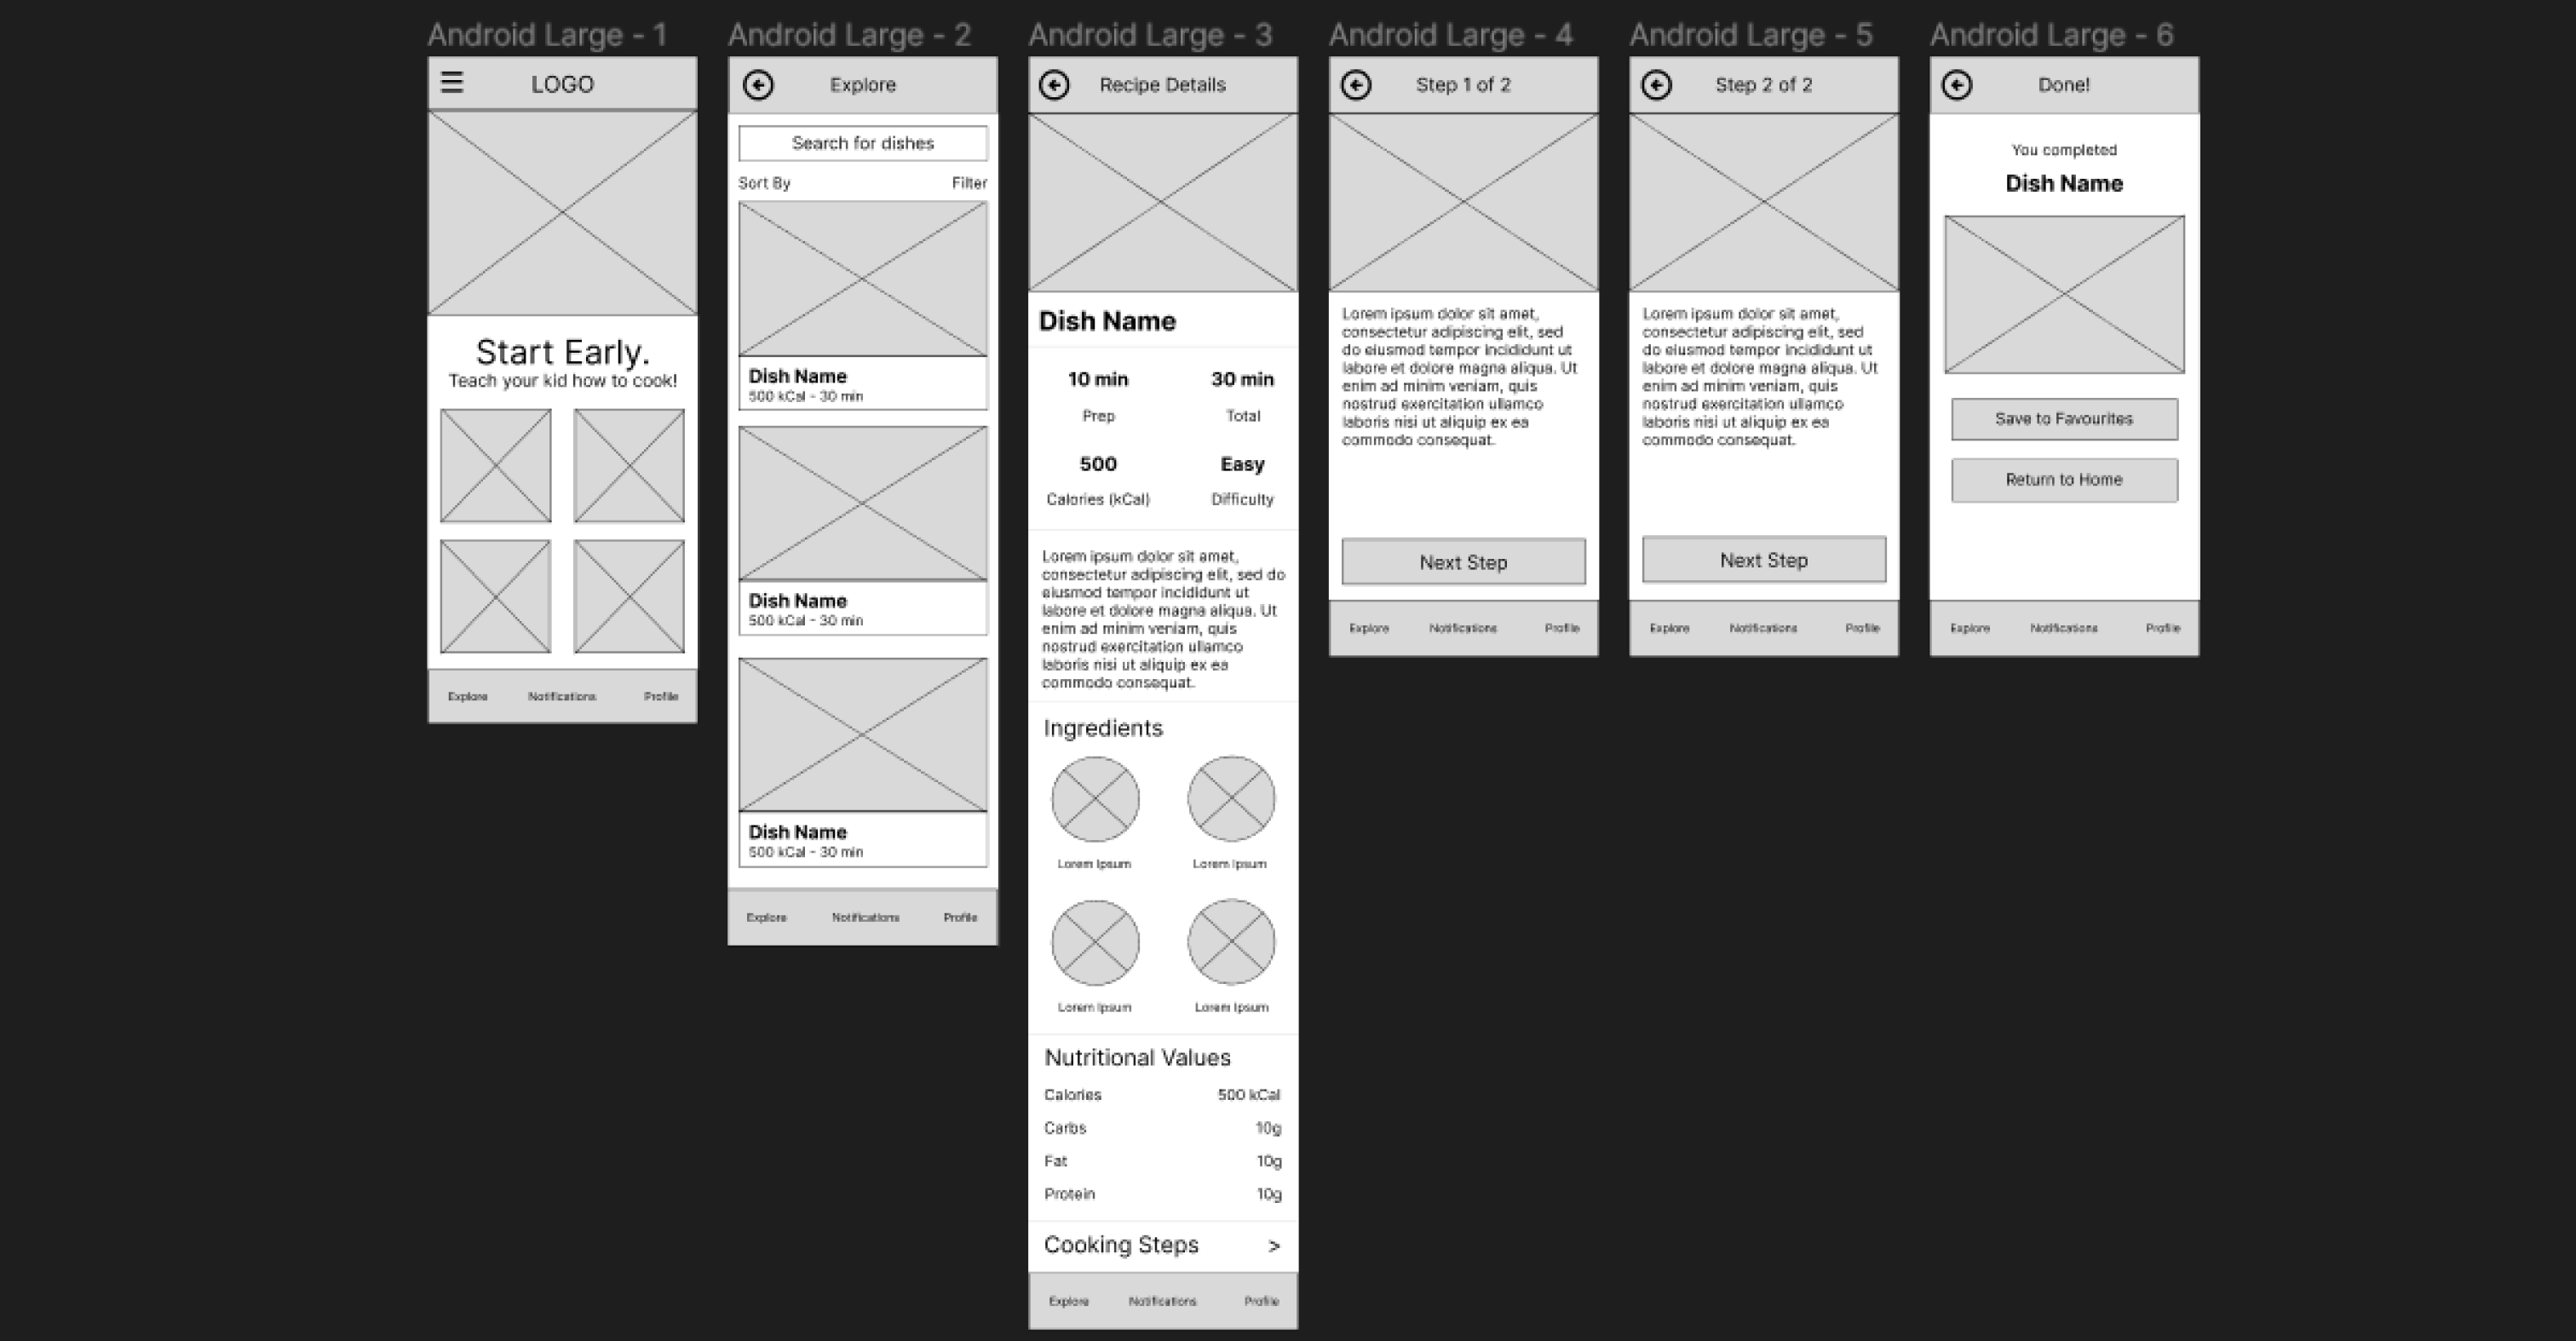 Android Large - 1
LOGO
Start Early.
Teach your kid how to cook!
Explore Notifications Profile
Android Large - 2
Explore
Search for dishes
Sort By Filter
Dish Name
500 kCal - 30 min
Dish Name
500 kCal - 30 min
Dish Name
500 kCal - 30 min
Explore Notifications Profile
Android Large - 3
Recipe Details
Dish Name
10 min 30 min
Prep Total
500 Easy
Calories (kCal) Difficulty
Lorem ipsum dolor sit amet,
consectetur adipiscing elit, sed do
eiusmod tempor incididunt ut
labore et dolore magna aliqua. Ut
enim ad minim veniam, quis
nostrud exercitation ullamco
laboris nisi ut aliquip ex ea
commodo consequat.
Ingredients
Lorem Ipsum Lorem Ipsum
Lorem Ipsum Lorem Ipsum
Nutritional Values
Calories 500 kCal
Carbs 10g
Fat 10g
Protein 10g
Cooking Steps >
Explore Notifications Profile
Android Large - 4
Step 1 of 2
Lorem ipsum dolor sit amet,
consectetur adipiscing elit, sed
do eiusmod tempor incididunt ut
labore et dolore magna aliqua. Ut
enim ad minim veniam, quis
nostrud exercitation ullamco
laboris nisi ut aliquip ex ea
commodo consequat.
Next Step
Explore Notifications Profile
Android Large - 5
Step 2 of 2
Lorem ipsum dolor sit amet,
consectetur adipiscing elit, sed
do eiusmod tempor incididunt ut
labore et dolore magna aliqua. Ut
enim ad minim veniam, quis
nostrud exercitation ullamco
laboris nisi ut aliquip ex ea
commodo consequat.
Next Step
Explore Notifications Profile
Android Large - 6
Done!
You completed
Dish Name
Save to Favourites
Return to Home
Explore Notifications Profile